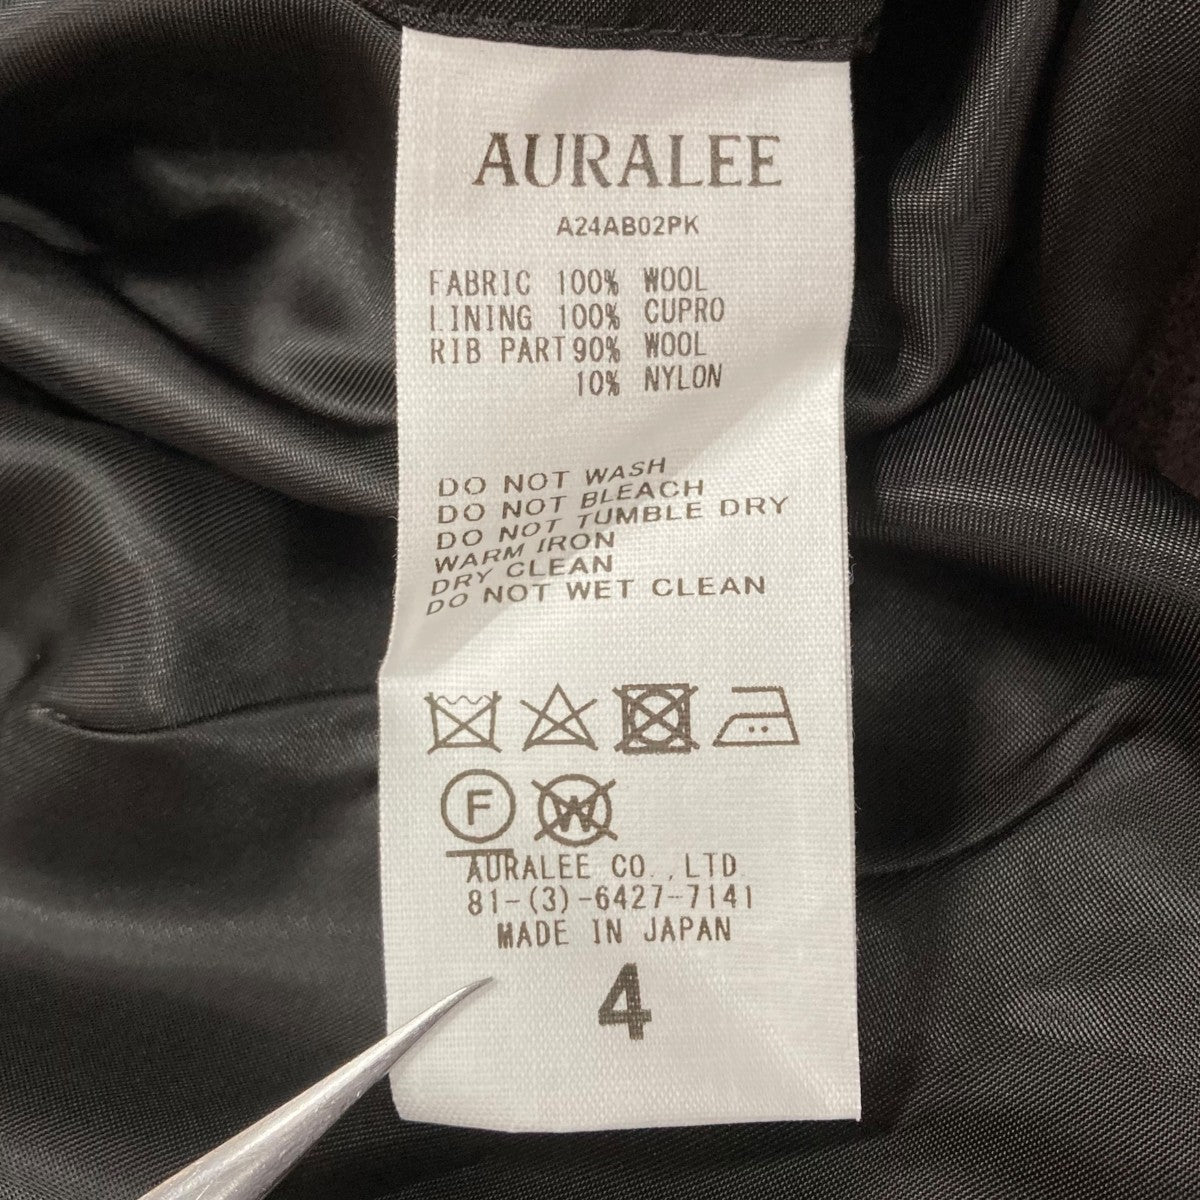 AURALEE
A24AB02PK
FABRIC 100% WOOL
LINING 100% CUPRO
RIB PART 90% WOOL
10% NYLON
DO NOT WASH
DO NOT BLEACH
DO NOT TUMBLE DRY
WARM IRON
DRY CLEAN
DO NOT WET CLEAN
F W
AURALEE CO.,LTD.
81-(3)-6427-7141
MADE IN JAPAN
4